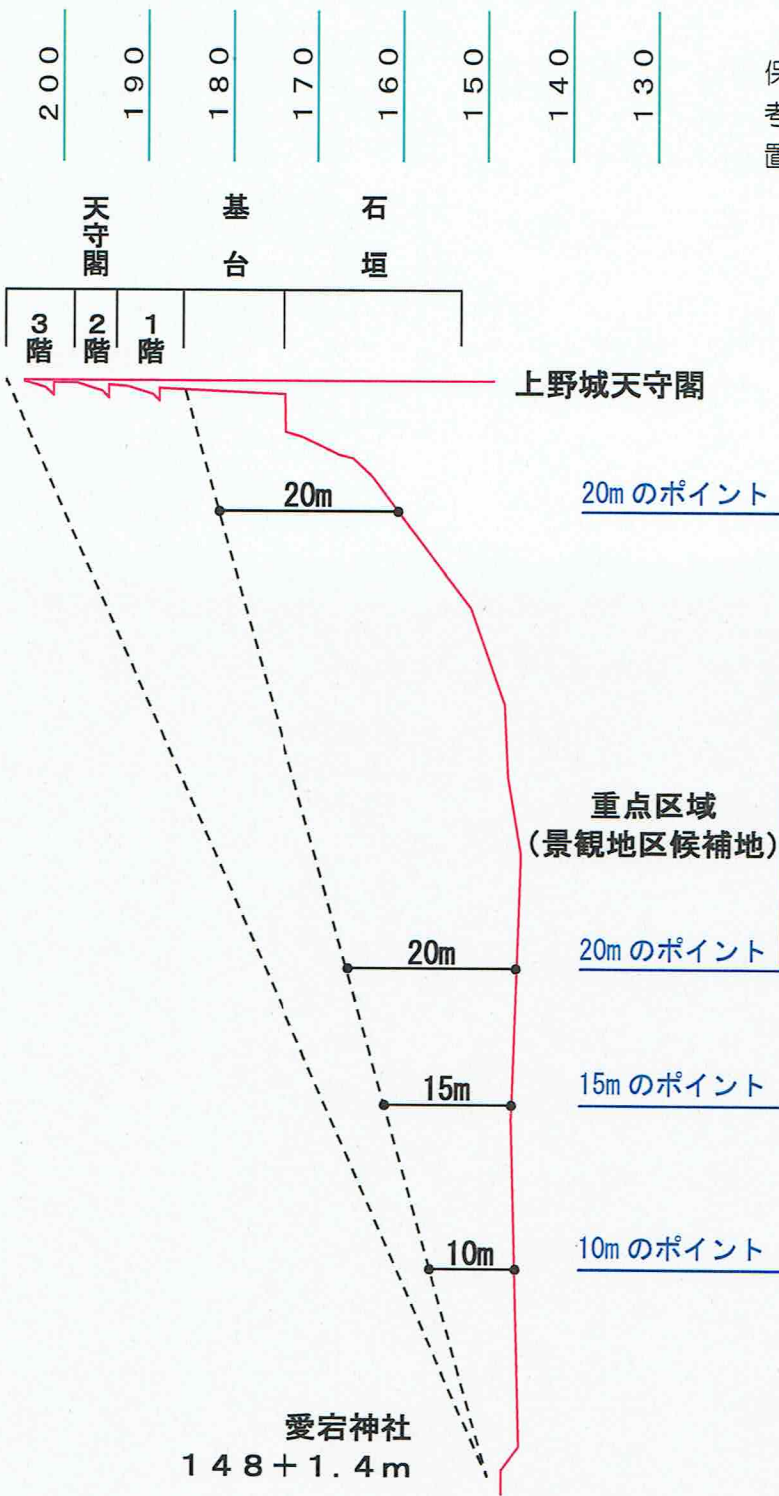 200
190
180
170
160
150
140
130
保
考
置
天守閣
基台
石垣
3階
2階
1階
上野城天守閣
20m
20mのポイント
重点区域
(景観地区候補地)
20m
20mのポイント
15m
15mのポイント
10m
10mのポイント
愛宕神社
148+1.4m